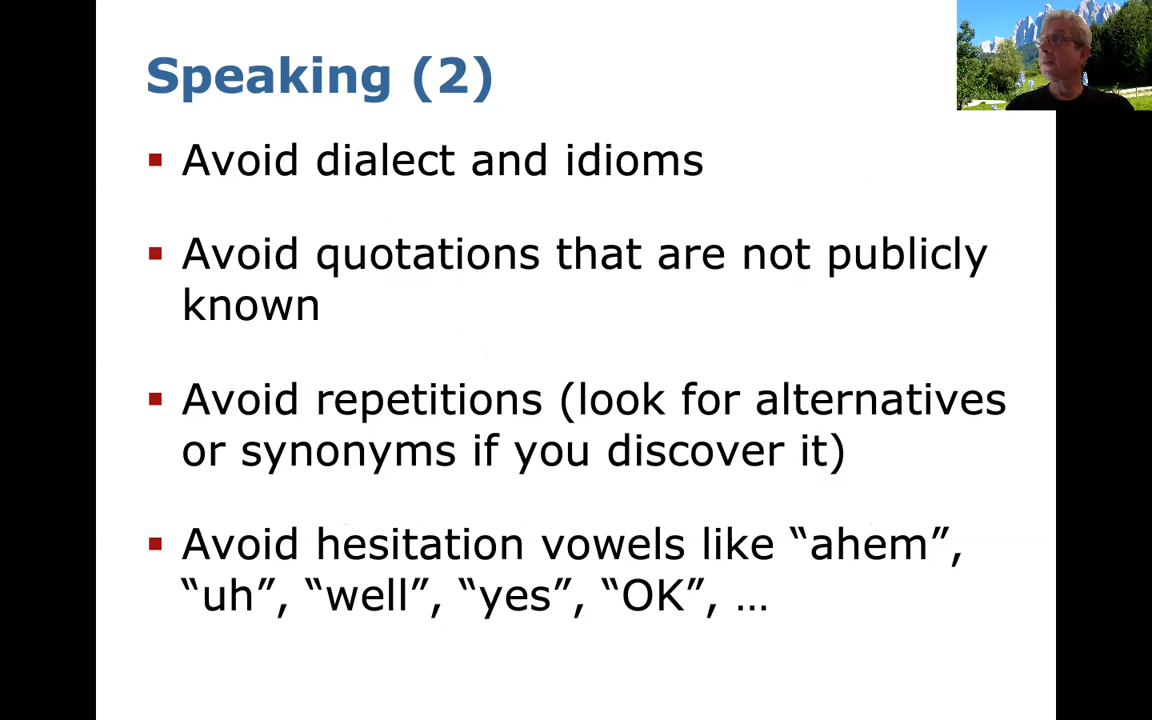 Speaking (2)
▪ Avoid dialect and idioms
▪ Avoid quotations that are not publicly
known
▪ Avoid repetitions (look for alternatives
or synonyms if you discover it)
▪ Avoid hesitation vowels like “ahem”,
“uh”, “well”, “yes”, “OK”, …